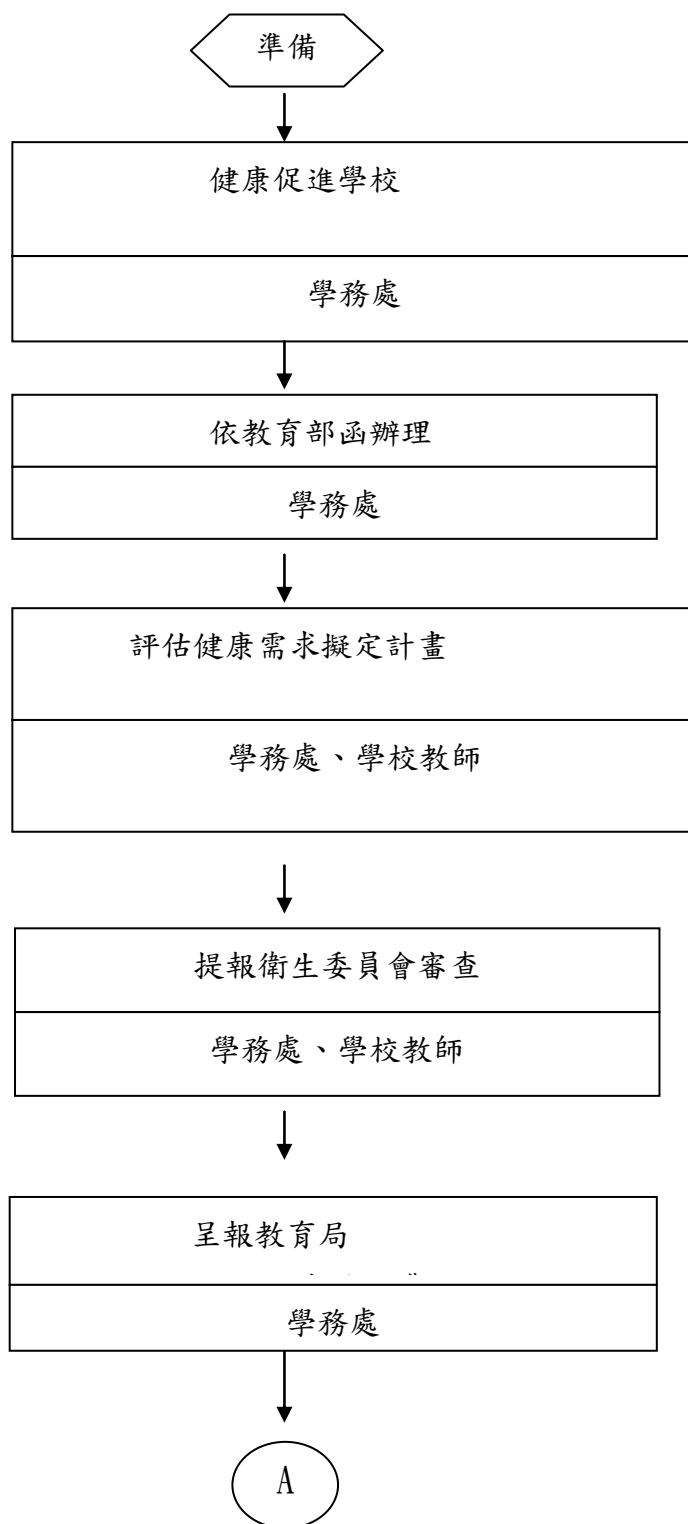 準備
健康促進學校
學務處
依教育部函辦理
學務處
評估健康需求擬定計畫
學務處、學校教師
提報衛生委員會審查
學務處、學校教師
呈報教育局
學務處
A